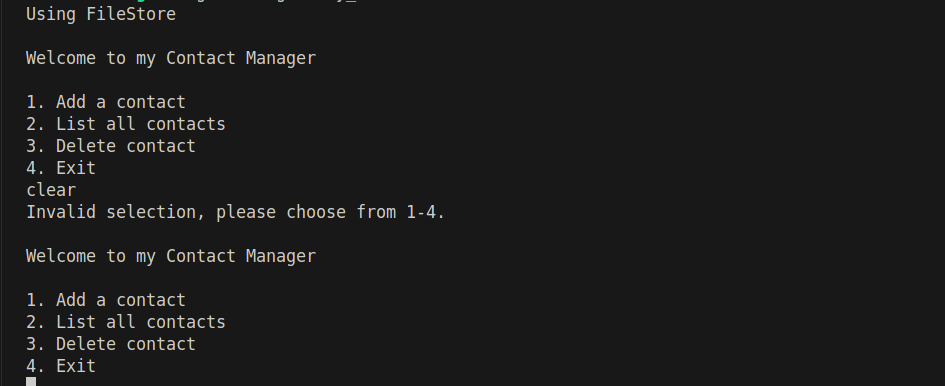 Using FileStore
Welcome to my Contact Manager
1. Add a contact
2. List all contacts
3. Delete contact
4. Exit
clear
Invalid selection, please choose from 1-4.
Welcome to my Contact Manager
1. Add a contact
2. List all contacts
3. Delete contact
4. Exit